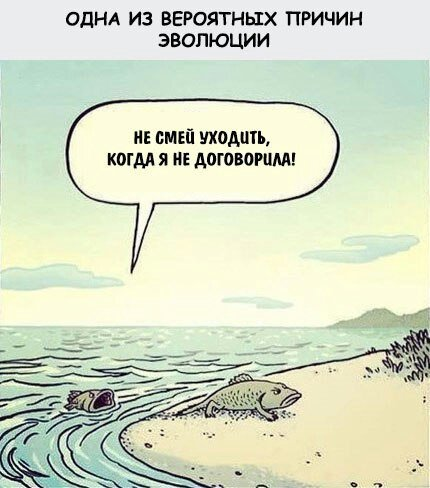 ОДНА ИЗ ВЕРОЯТНЫХ ПРИЧИН
ЭВОЛЮЦИИ
НЕ СМЕЙ УХОДИТЬ,
КОГДА Я НЕ ДОГОВОРИЛА!